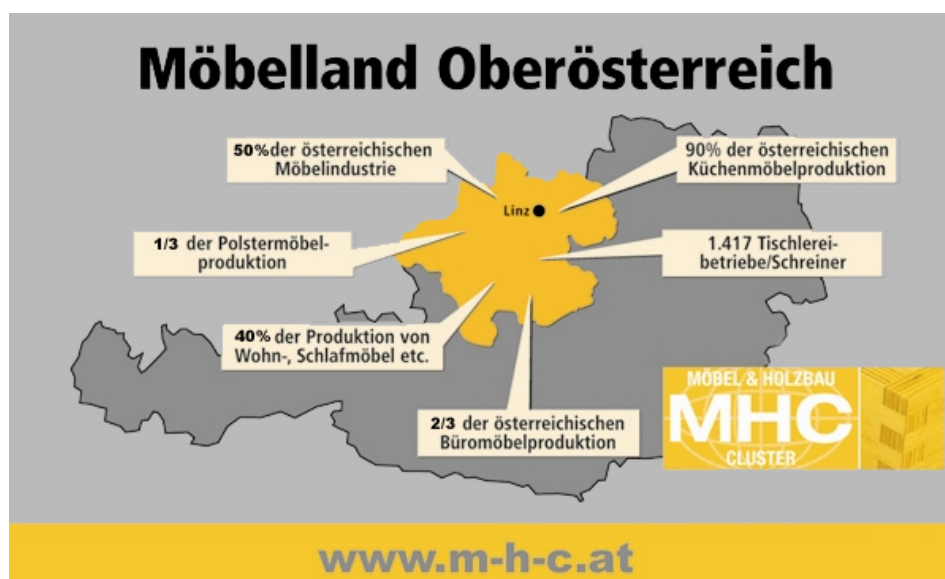 Möbelland Oberösterreich
50% der österreichischen
Möbelindustrie
90% der österreichischen
Küchenmöbelproduktion
Linz
1/3 der Polstermöbel-
produktion
1.417 Tischlerei-
betriebe/Schreiner
40% der Produktion von
Wohn-, Schlafmöbel etc.
2/3 der österreichischen
Büromöbelproduktion
MÖBEL & HOLZBAU
MHC
CLUSTER
www.m-h-c.at